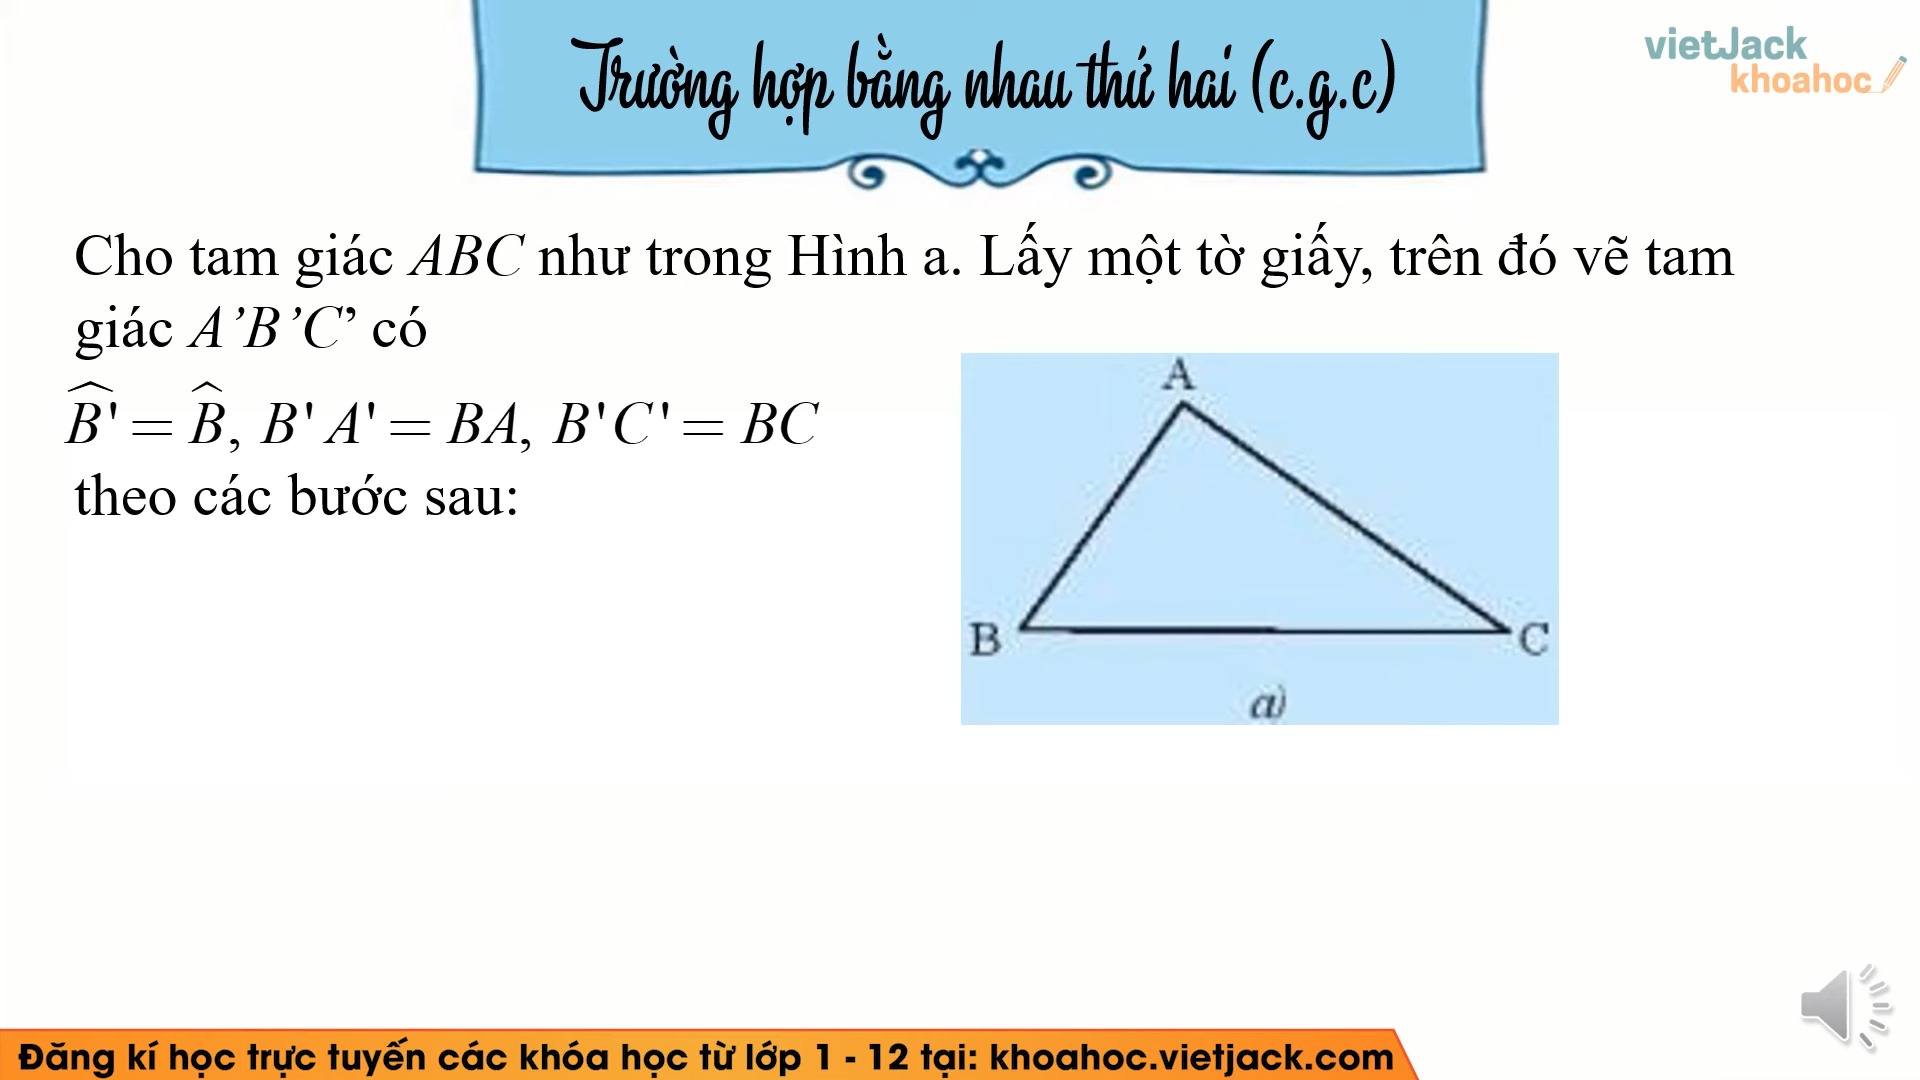 Trường hợp bằng nhau thứ hai (c.g.c)
vietJack
khoahoc
Cho tam giác ABC như trong Hình a. Lấy một tờ giấy, trên đó vẽ tam
giác A’B’C’ có
B̂' = B̂, B'A' = BA, B'C' = BC
theo các bước sau:
A
B
C
a)
Đăng kí học trực tuyến các khóa học từ lớp 1 - 12 tại: khoahoc.vietjack.com